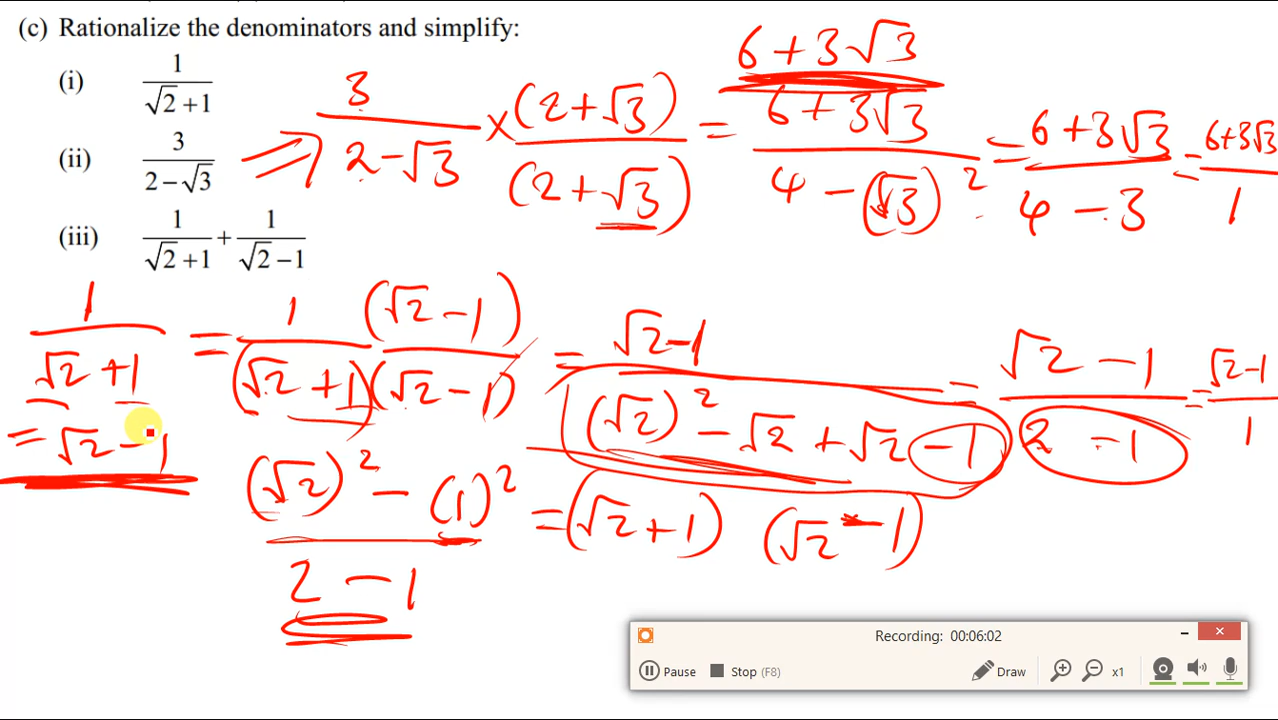 (c) Rationalize the denominators and simplify:
(i) 1/(√2+1)
(ii) 3/(2−√3)
(iii) 1/(√2+1) + 1/(√2−1)
6+3√3
⇒ 3/(2−√3) × (2+√3)/(2+√3) = (6+3√3)/(4−(√3)²) = (6+3√3)/(4−3) = (6+3√3)/1
1/(√2+1) = 1/(√2+1) (√2−1)/(√2−1) = (√2−1)/((√2)²−√2+√2−1) = (√2−1)/(2−1) = (√2−1)/1
= √2−1
(√2)² − (1)² = (√2+1) (√2−1)
2−1
Recording: 00:06:02
Pause Stop (F8) Draw x1